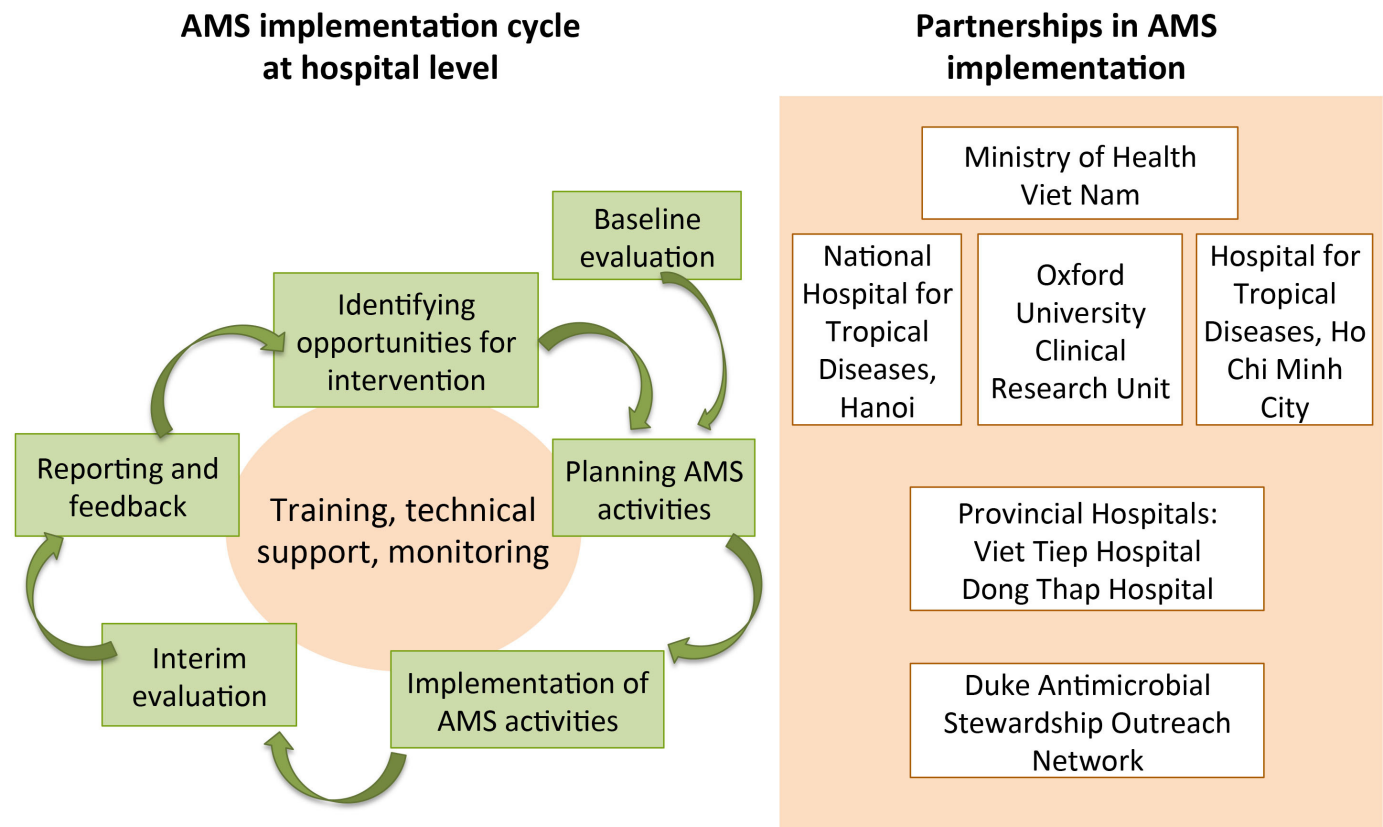 AMS implementation cycle
at hospital level
Baseline
evaluation
Identifying
opportunities for
intervention
Planning AMS
activities
Implementation of
AMS activities
Interim
evaluation
Reporting and
feedback
Training, technical
support, monitoring
Partnerships in AMS
implementation
Ministry of Health
Viet Nam
National
Hospital for
Tropical
Diseases,
Hanoi
Oxford
University
Clinical
Research Unit
Hospital for
Tropical
Diseases, Ho
Chi Minh
City
Provincial Hospitals:
Viet Tiep Hospital
Dong Thap Hospital
Duke Antimicrobial
Stewardship Outreach
Network